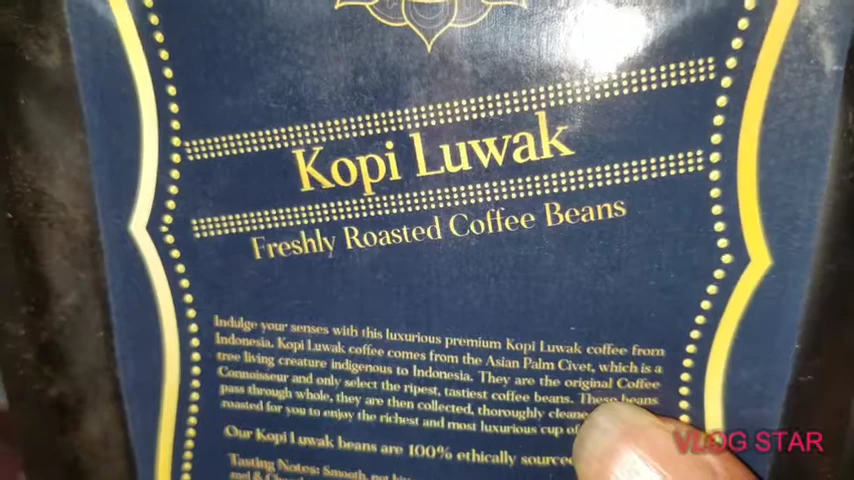 Kopi Luwak
Freshly Roasted Coffee Beans
Indulge your senses with this luxurious premium Kopi Luwak coffee from
Indonesia. Kopi Luwak coffee comes from the Asian Palm Civet, which is a
tree living creature indigenous to Indonesia. They are the original Coffee
Connoisseur and only select the ripest, tastiest coffee beans. These beans
pass through whole, they are then collected, thoroughly cleane
roasted for you to enjoy the richest and most luxurious cup of
Our Kopi Luwak beans are 100% ethically sourced
Tasting Notes: Smooth, not
VLOG STAR